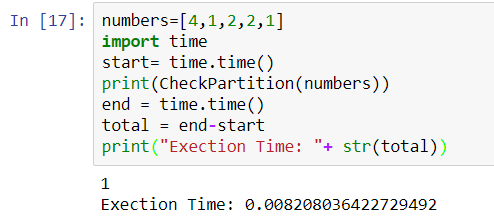 In [17]: numbers=[4,1,2,2,1]
import time
start= time.time()
print(CheckPartition(numbers))
end = time.time()
total = end-start
print("Exection Time: "+ str(total))
1
Exection Time: 0.008208036422729492